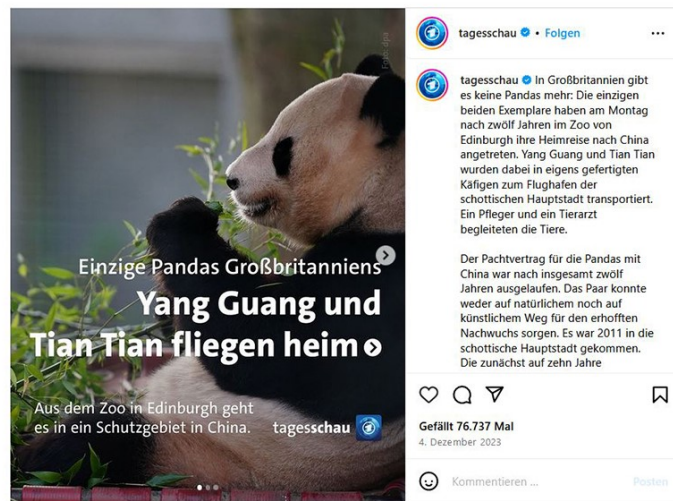 Foto: dpa
Einzige Pandas Großbritanniens
Yang Guang und
Tian Tian fliegen heim
Aus dem Zoo in Edinburgh geht
es in ein Schutzgebiet in China.
tagesschau
tagesschau • Folgen
tagesschau In Großbritannien gibt
es keine Pandas mehr: Die einzigen
beiden Exemplare haben am Montag
nach zwölf Jahren im Zoo von
Edinburgh ihre Heimreise nach China
angetreten. Yang Guang und Tian Tian
wurden dabei in eigens gefertigten
Käfigen zum Flughafen der
schottischen Hauptstadt transportiert.
Ein Pfleger und ein Tierarzt
begleiteten die Tiere.
Der Pachtvertrag für die Pandas mit
China war nach insgesamt zwölf
Jahren ausgelaufen. Das Paar konnte
weder auf natürlichem noch auf
künstlichem Weg für den erhofften
Nachwuchs sorgen. Es war 2011 in die
schottische Hauptstadt gekommen.
Die zunächst auf zehn Jahre
Gefällt 76.737 Mal
4. Dezember 2023
Kommentieren ...
Posten